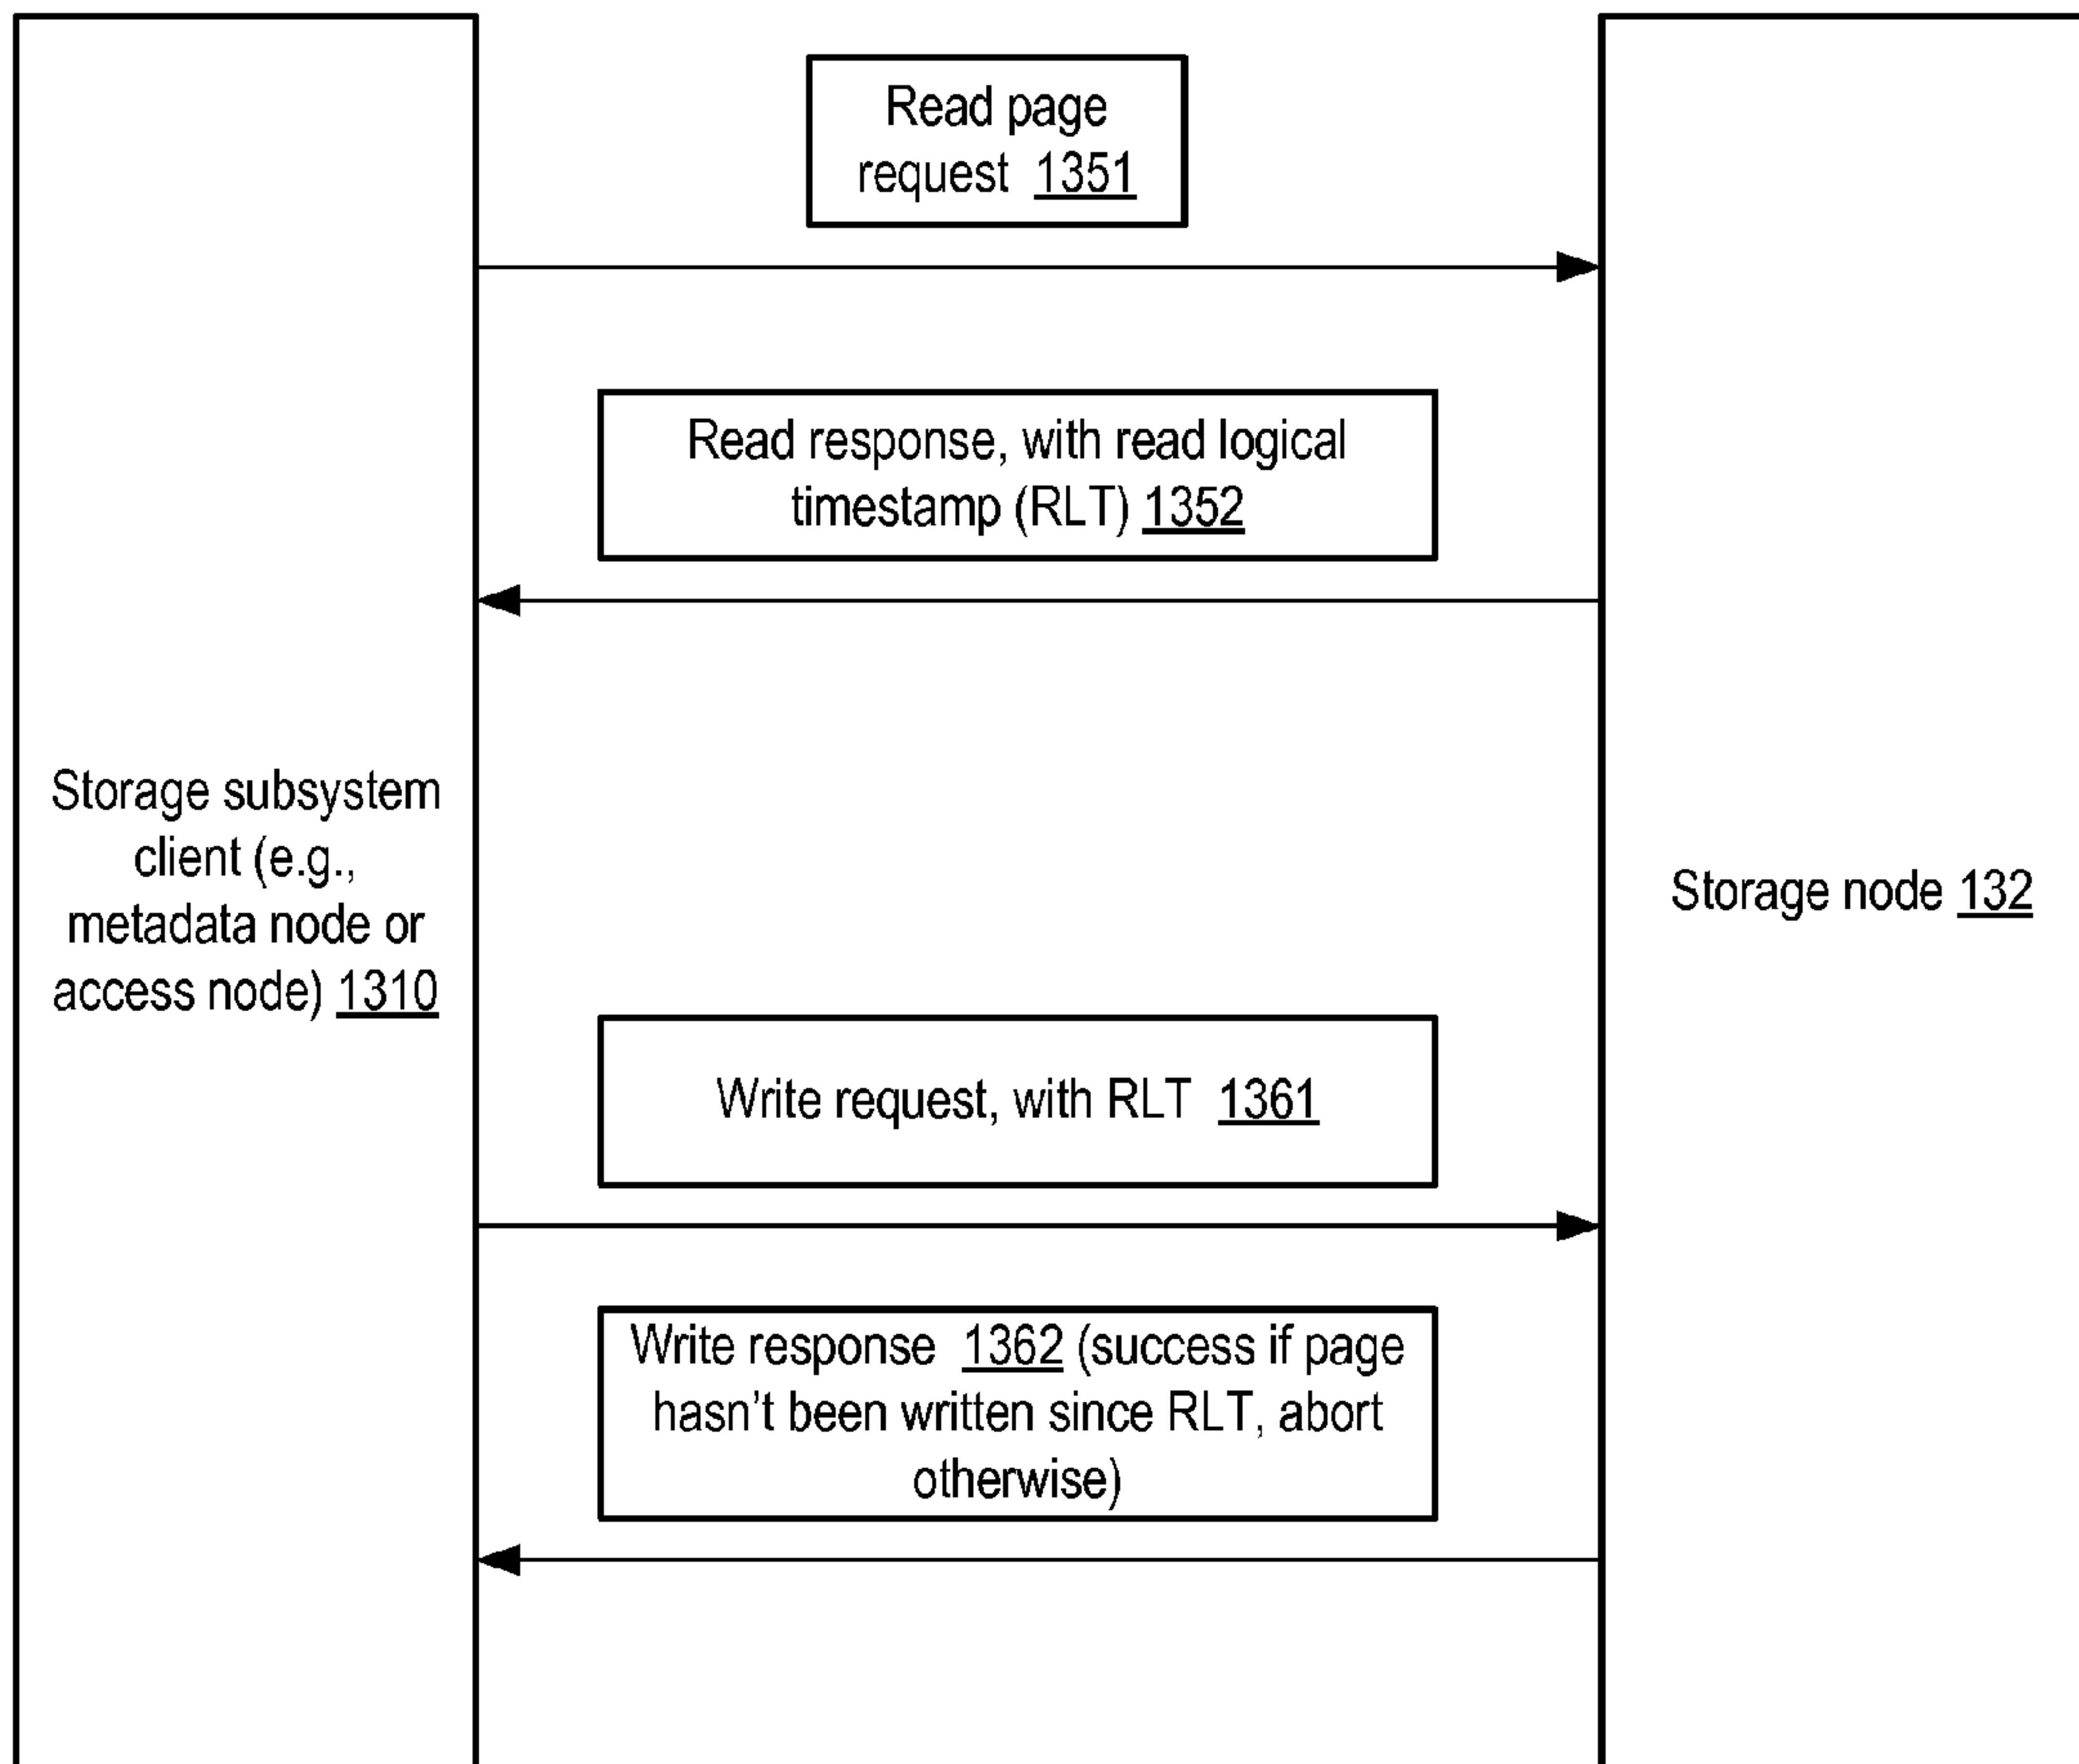 Read page
request 1351
Read response, with read logical
timestamp (RLT) 1352
Storage subsystem
client (e.g.,
metadata node or
access node) 1310
Storage node 132
Write request, with RLT 1361
Write response 1362 (success if page
hasn't been written since RLT, abort
otherwise)